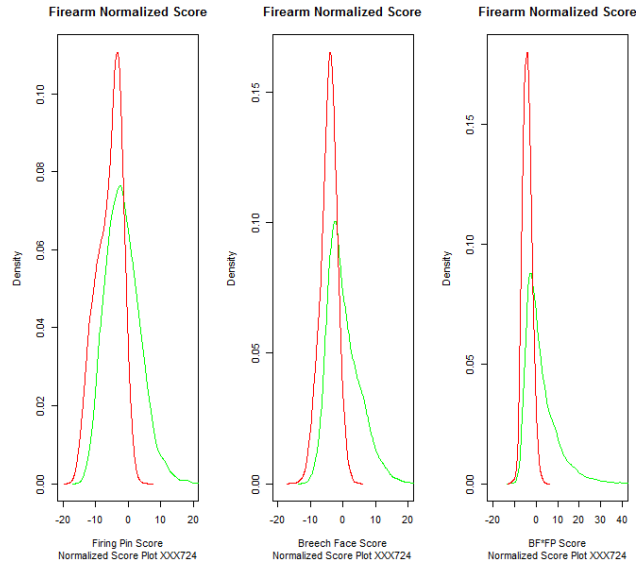 Firearm Normalized Score Firearm Normalized Score Firearm Normalized Score
Density
0.00 0.02 0.04 0.06 0.08 0.10
-20 -10 0 10 20
Firing Pin Score
Normalized Score Plot XXX724
Density
0.00 0.05 0.10 0.15
-20 -10 0 10 20
Breech Face Score
Normalized Score Plot XXX724
Density
0.00 0.05 0.10 0.15
-20 0 10 20 30 40
BF*FP Score
Normalized Score Plot XXX724